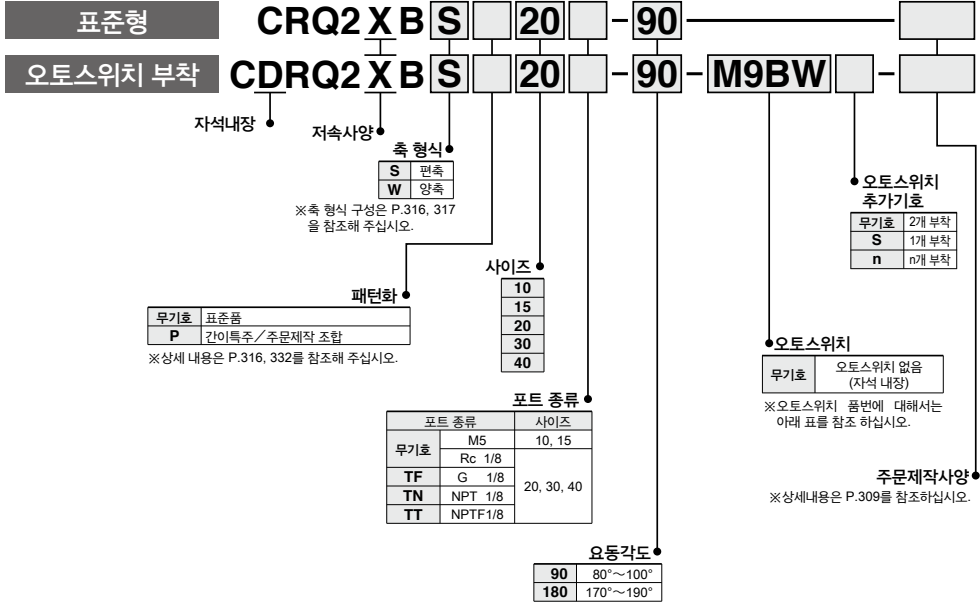 표준형 CRQ2XBS 20 -90
오토스위치 부착 CDRQ2XBS 20 -90-M9BW -
자석내장
저속사양
축 형식
S 편축
W 양축
※축 형식 구성은 P.316, 317
을 참조해 주십시오.
패턴화
무기호 표준품
P 간이특주／주문제작 조합
※상세 내용은 P.316, 332를 참조해 주십시오.
사이즈
10
15
20
30
40
포트 종류
포트 종류 사이즈
무기호 M5 10, 15
Rc 1/8 20, 30, 40
TF G 1/8
TN NPT 1/8
TT NPTF1/8
요동각도
90 80°～100°
180 170°～190°
오토스위치
추가기호
무기호 2개 부착
S 1개 부착
n n개 부착
오토스위치
무기호 오토스위치 없음
(자석 내장)
※오토스위치 품번에 대해서는
아래 표를 참조 하십시오.
주문제작사양
※상세내용은 P.309를 참조하십시오.